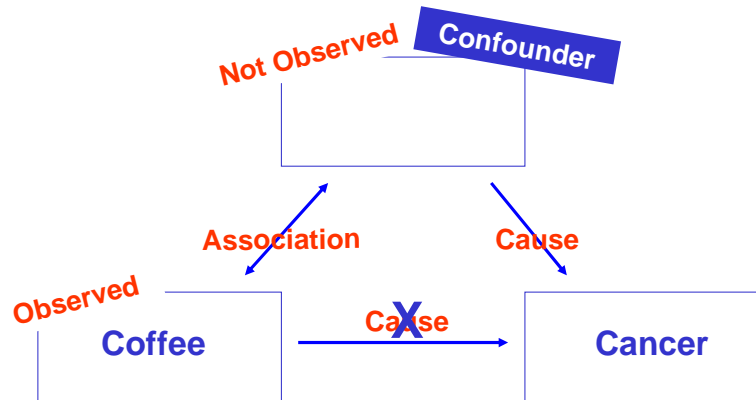 Not Observed
Confounder
Association
Cause
Observed
Coffee
Cause
X
Cancer